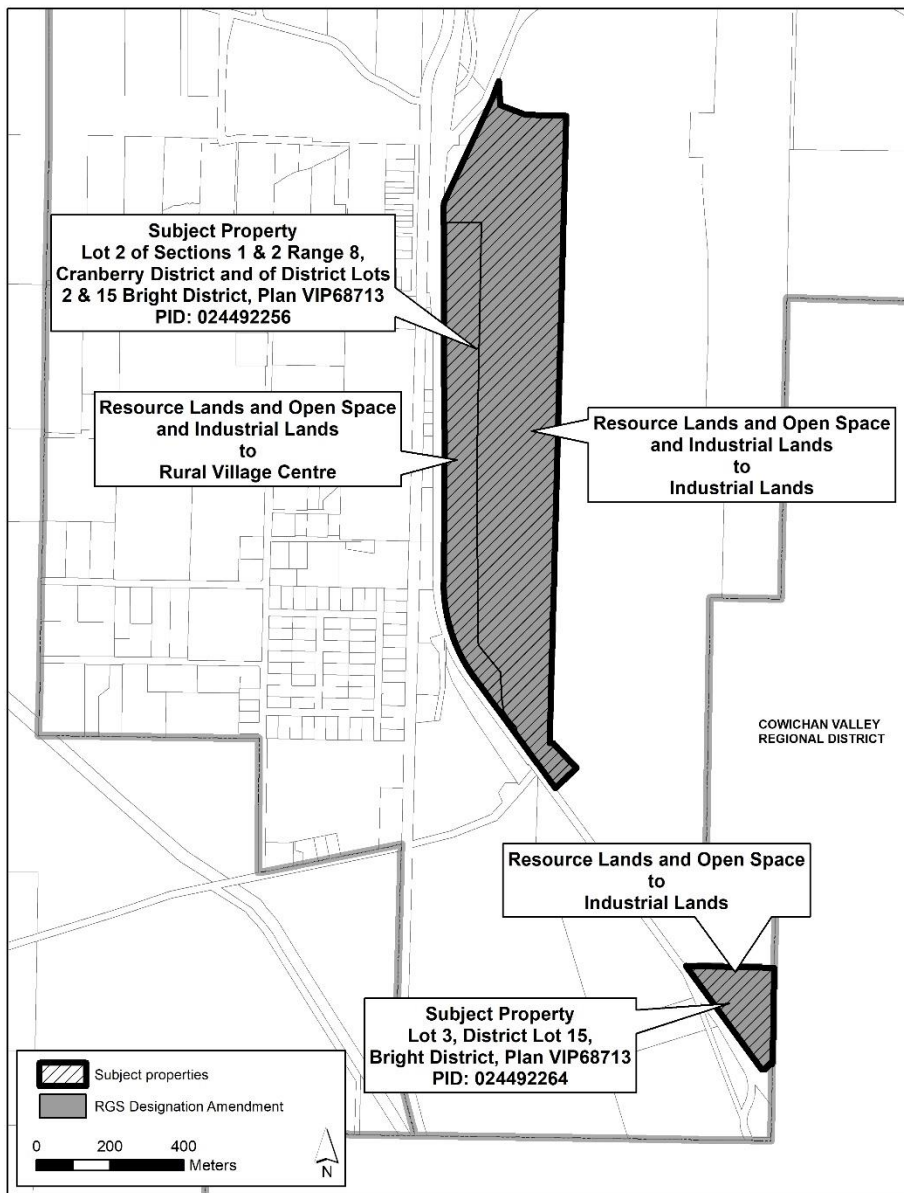 Subject Property
Lot 2 of Sections 1 & 2 Range 8,
Cranberry District and of District Lots
2 & 15 Bright District, Plan VIP68713
PID: 024492256
Resource Lands and Open Space
and Industrial Lands
to
Rural Village Centre
Resource Lands and Open Space
and Industrial Lands
to
Industrial Lands
COWICHAN VALLEY
REGIONAL DISTRICT
Resource Lands and Open Space
to
Industrial Lands
Subject Property
Lot 3, District Lot 15,
Bright District, Plan VIP68713
PID: 024492264
Subject properties
RGS Designation Amendment
0 200 400
Meters
N